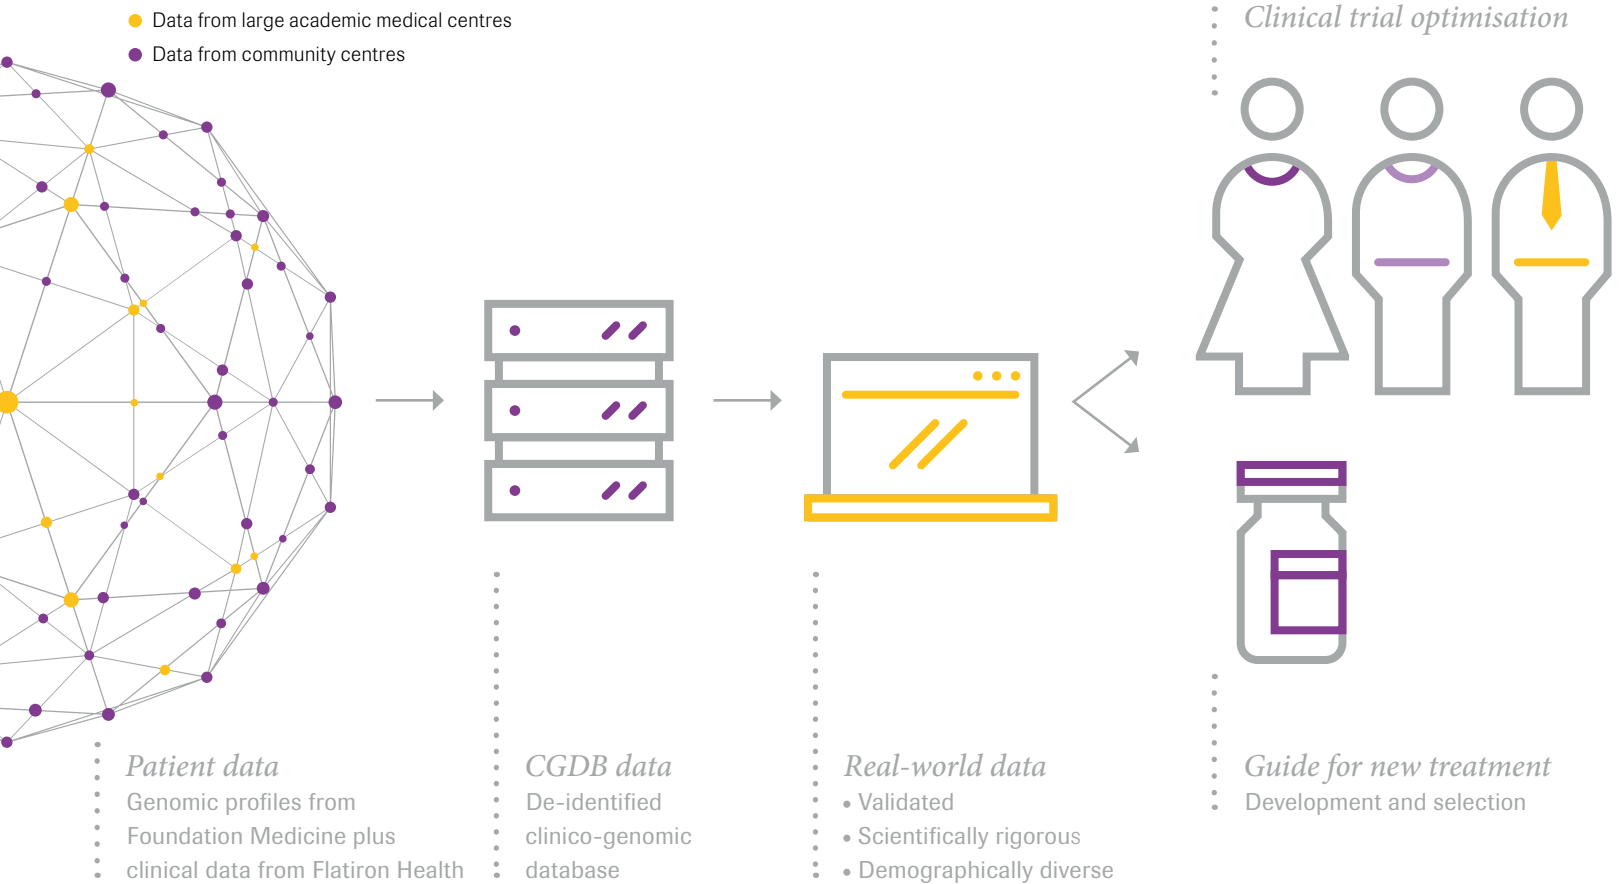 Data from large academic medical centres
Data from community centres
Clinical trial optimisation
Patient data
Genomic profiles from
Foundation Medicine plus
clinical data from Flatiron Health
CGDB data
De-identified
clinico-genomic
database
Real-world data
• Validated
• Scientifically rigorous
• Demographically diverse
Guide for new treatment
Development and selection